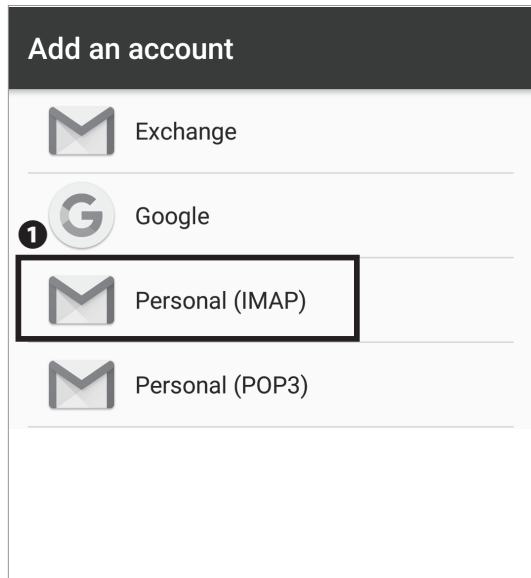 Add an account
Exchange
Google
1
Personal (IMAP)
Personal (POP3)